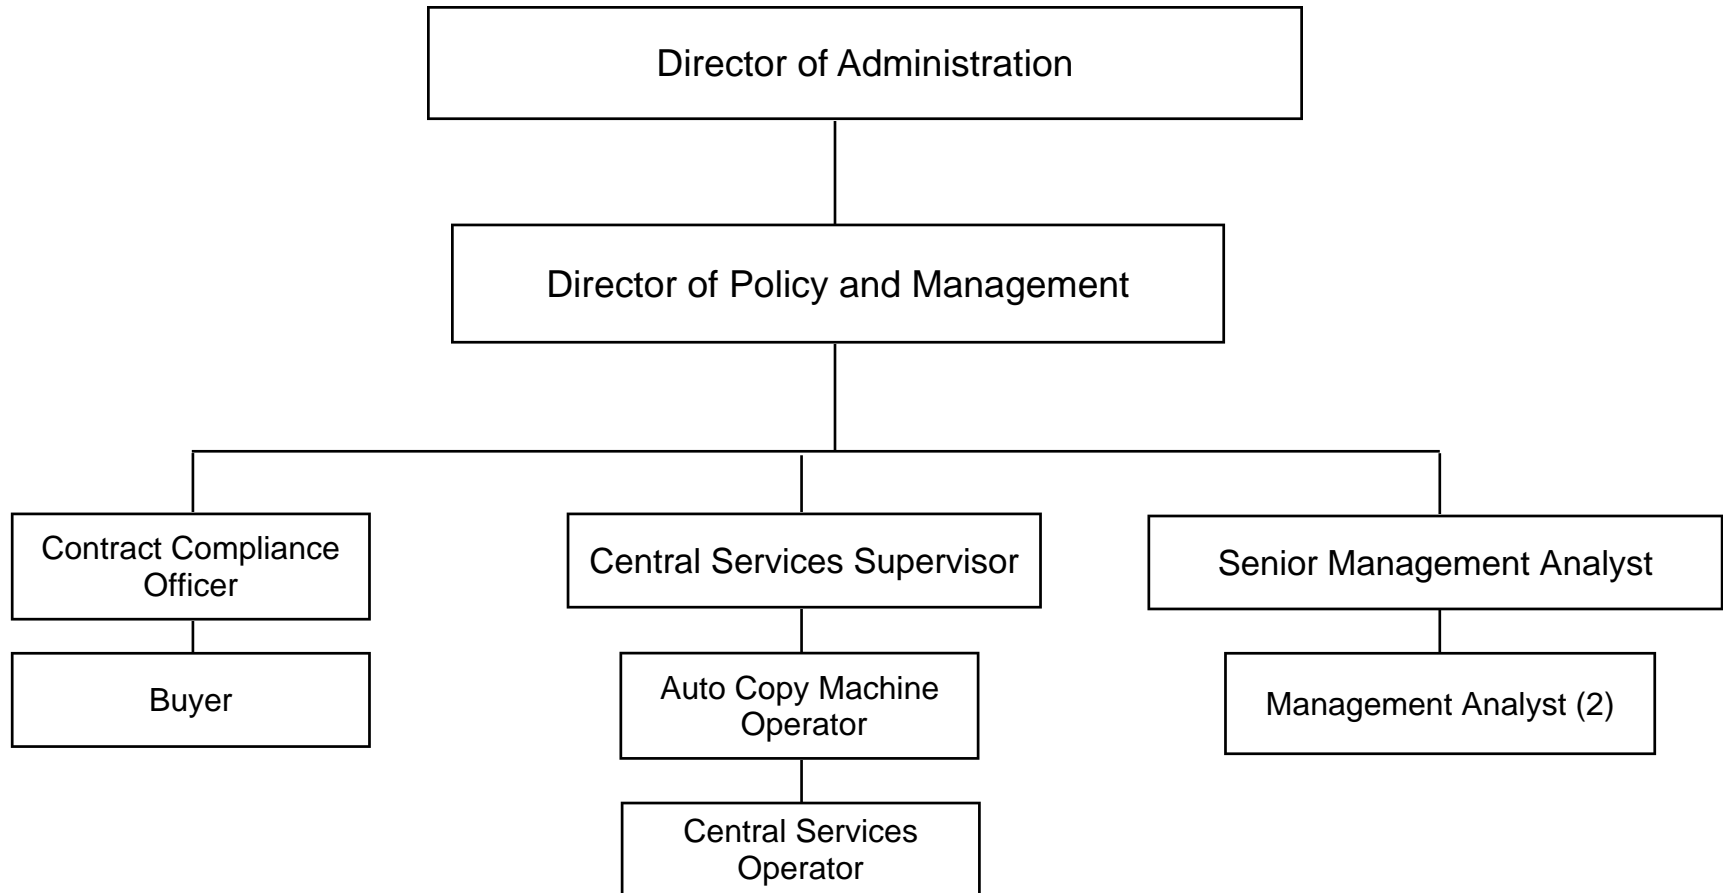 Director of Administration
Director of Policy and Management
Contract Compliance
Officer
Central Services Supervisor
Senior Management Analyst
Buyer
Auto Copy Machine
Operator
Management Analyst (2)
Central Services
Operator